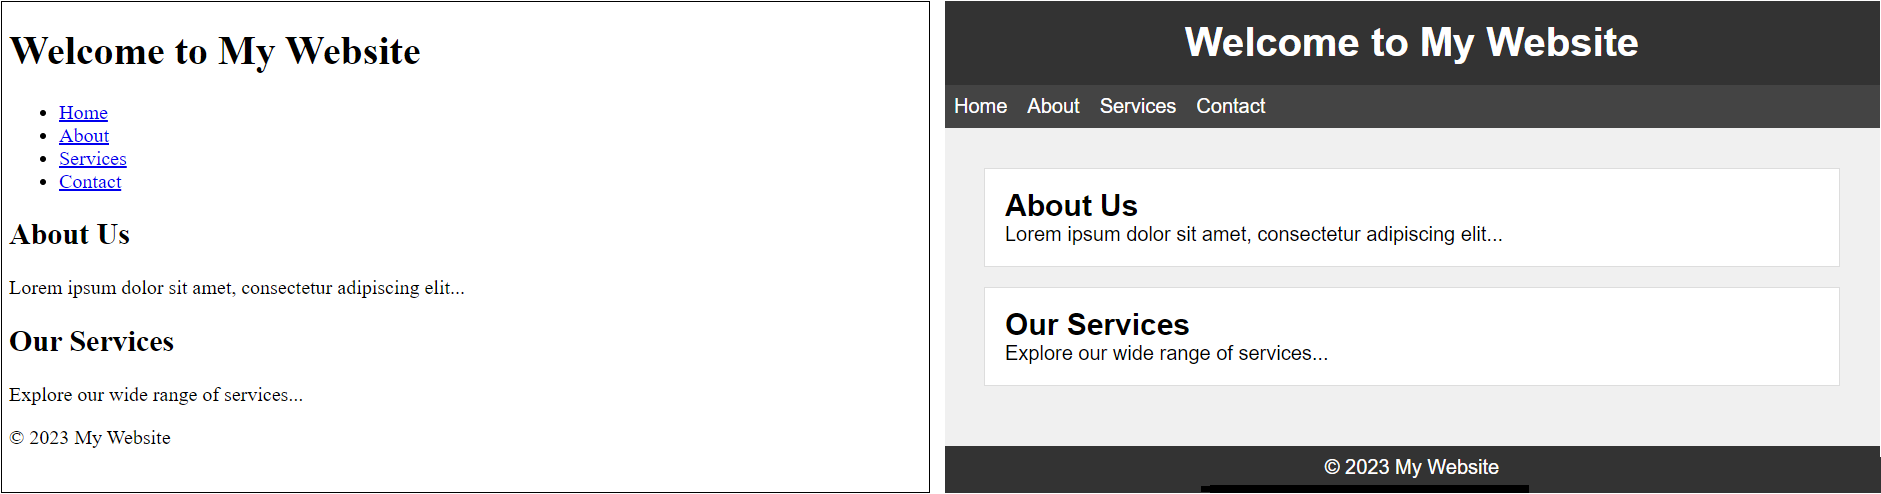 Welcome to My Website
Home
About
Services
Contact
About Us
Lorem ipsum dolor sit amet, consectetur adipiscing elit...
Our Services
Explore our wide range of services...
© 2023 My Website
Welcome to My Website
Home About Services Contact
About Us
Lorem ipsum dolor sit amet, consectetur adipiscing elit...
Our Services
Explore our wide range of services...
© 2023 My Website